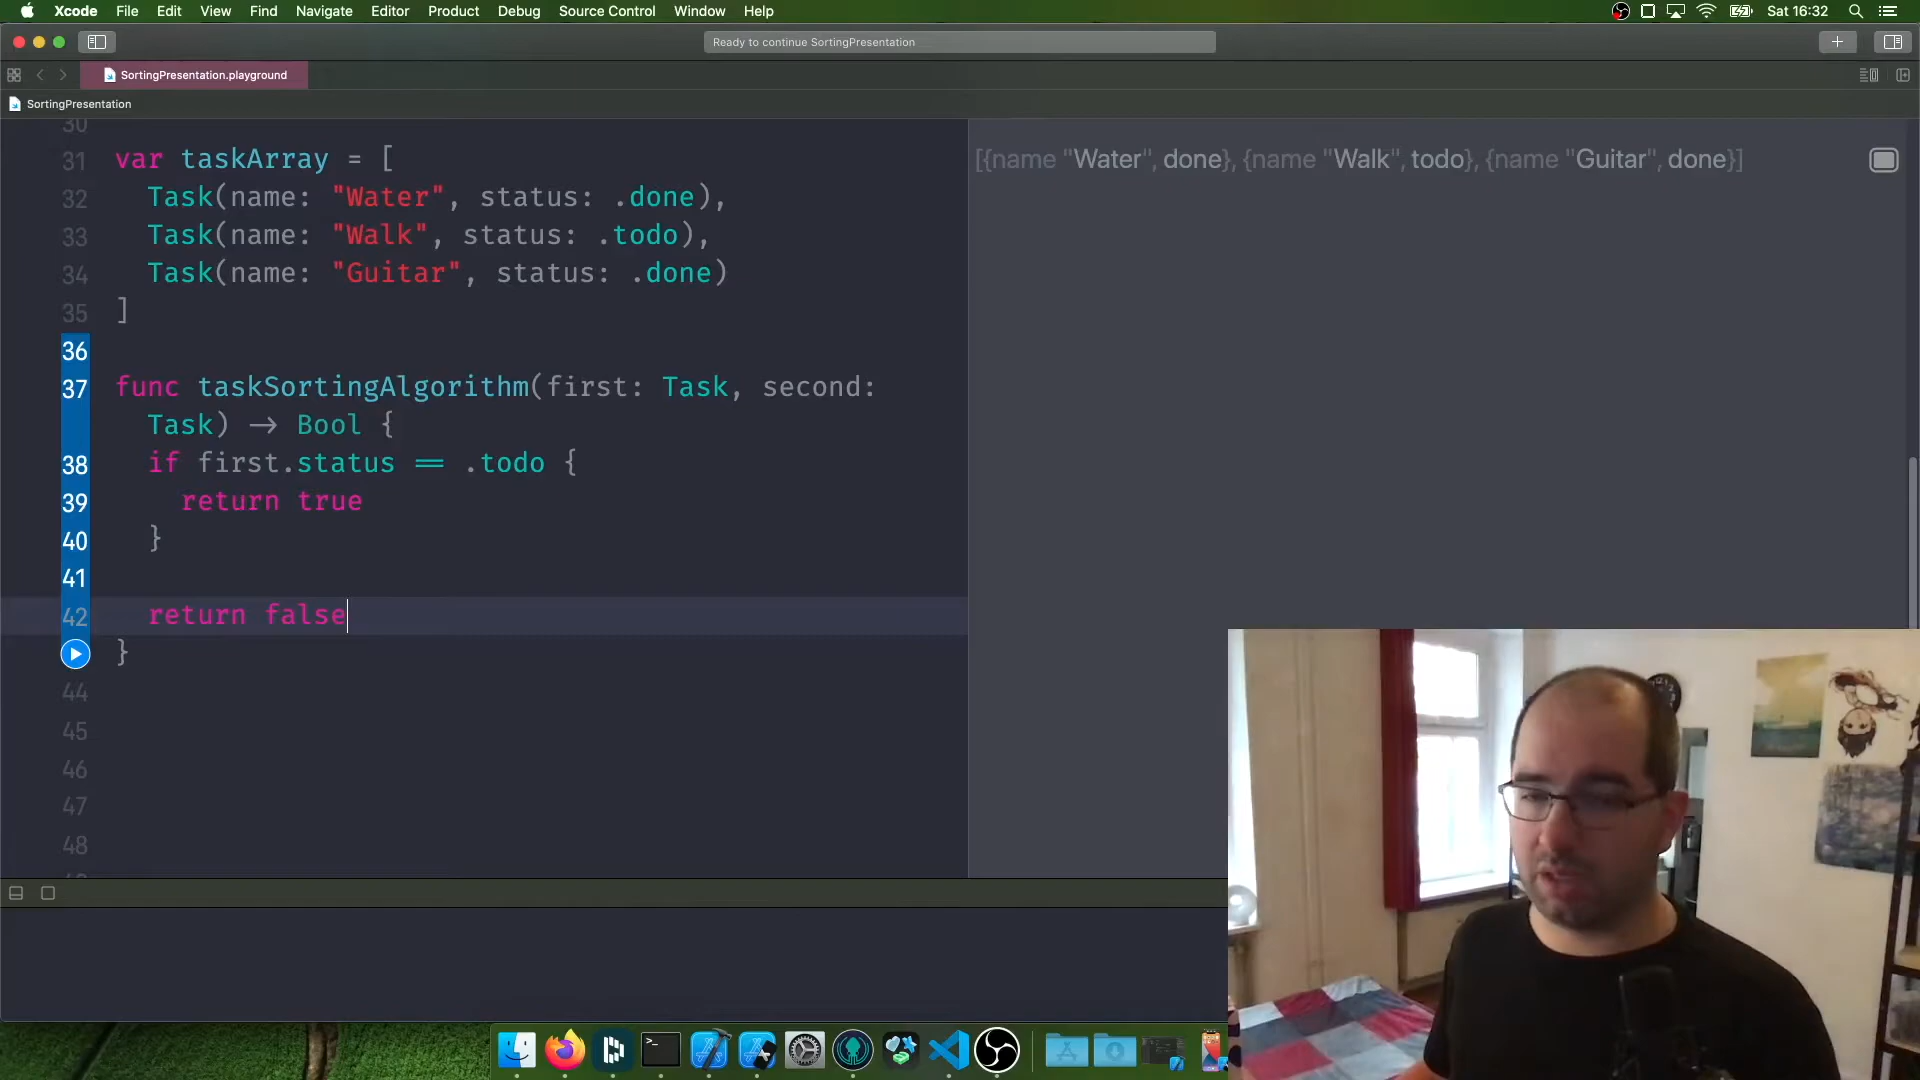 Xcode File Edit View Find Navigate Editor Product Debug Source Control Window Help Sat 16:32
Ready to continue SortingPresentation
SortingPresentation.playground
SortingPresentation
30
31 var taskArray = [
[{name "Water", done}, {name "Walk", todo}, {name "Guitar", done}]
32 Task(name: "Water", status: .done),
33 Task(name: "Walk", status: .todo),
34 Task(name: "Guitar", status: .done)
35 ]
36
37 func taskSortingAlgorithm(first: Task, second:
Task) -> Bool {
38 if first.status == .todo {
39 return true
40 }
41
42 return false
}
44
45
46
47
48